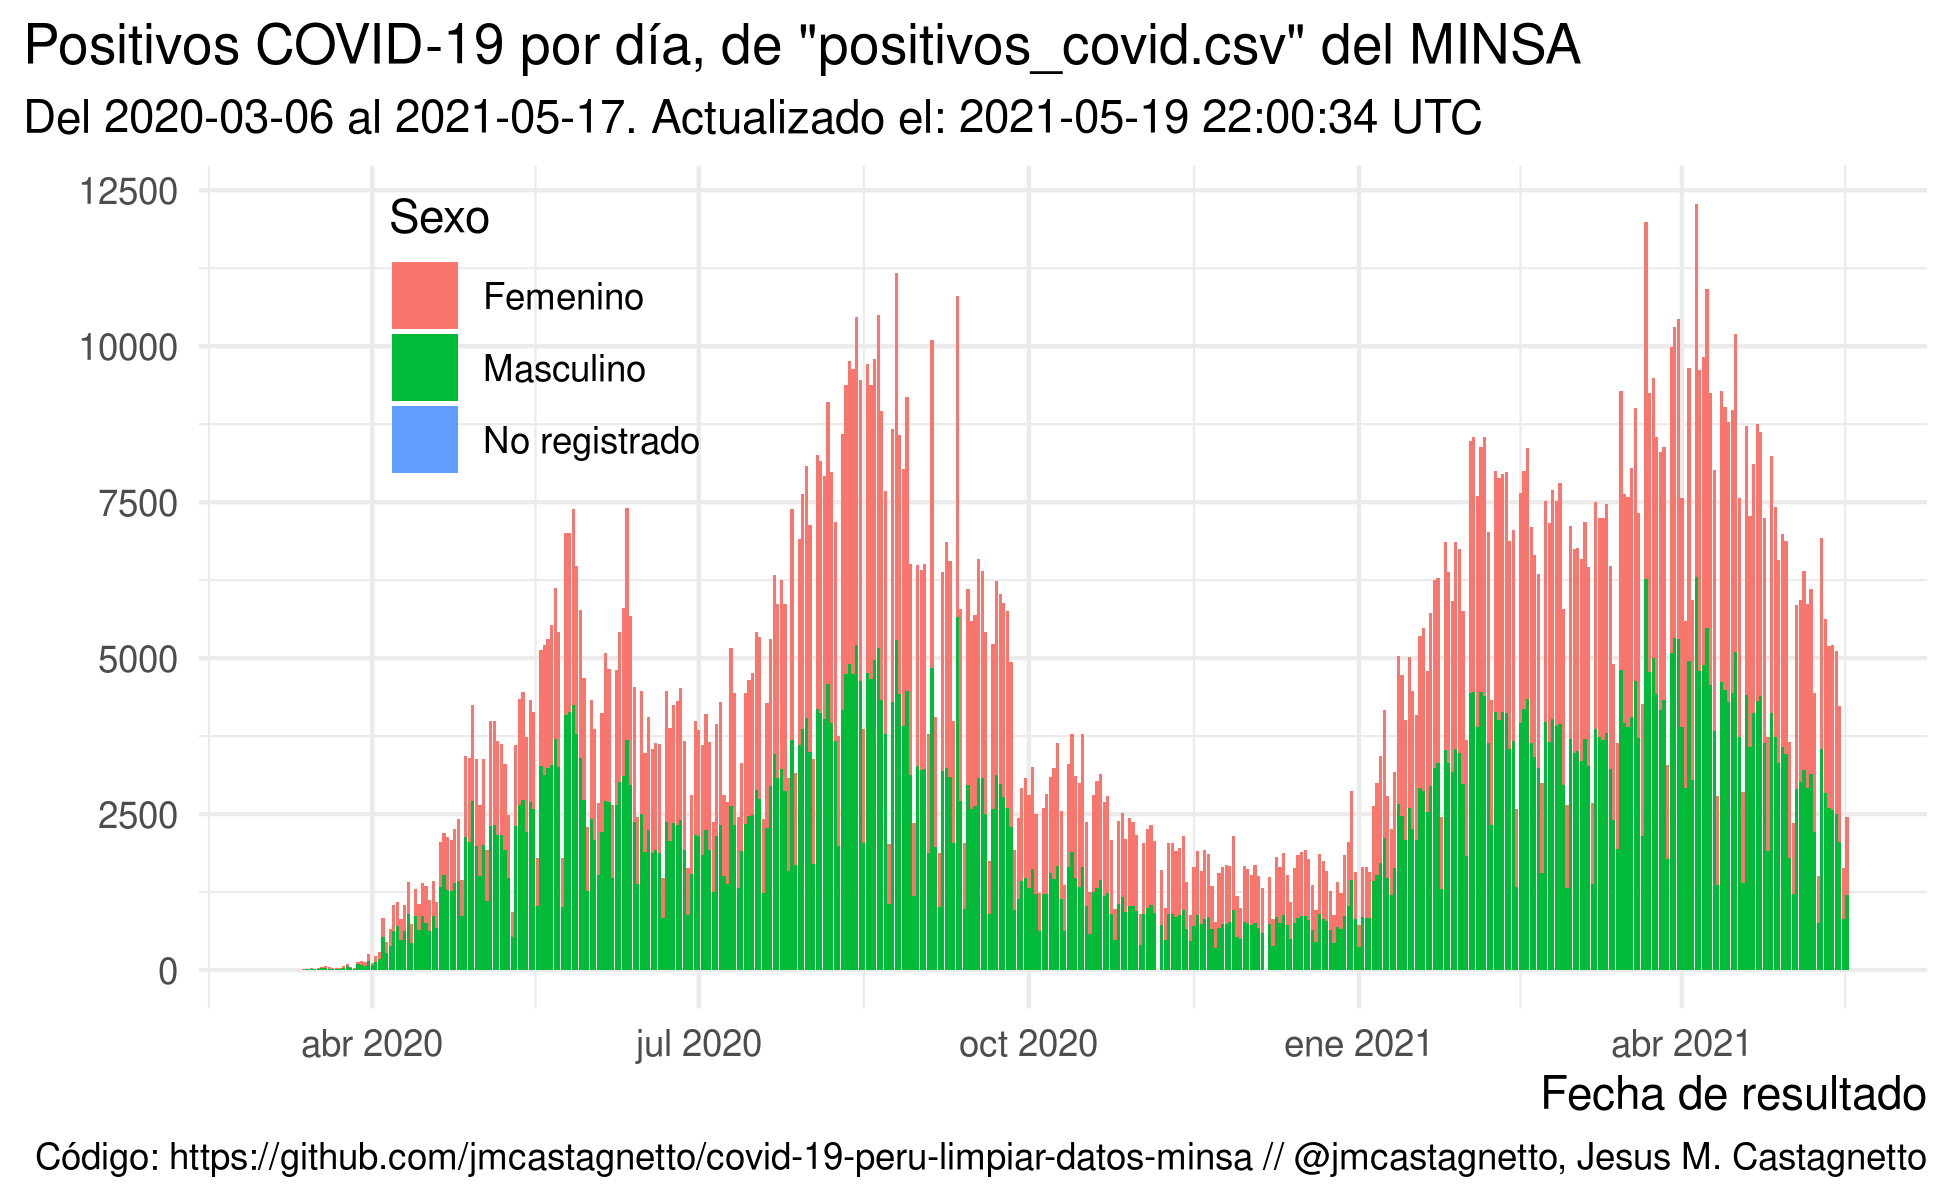 Positivos COVID-19 por día, de "positivos_covid.csv" del MINSA
Del 2020-03-06 al 2021-05-17. Actualizado el: 2021-05-19 22:00:34 UTC
12500
10000
7500
5000
2500
0
Sexo
Femenino
Masculino
No registrado
abr 2020
jul 2020
oct 2020
ene 2021
abr 2021
Fecha de resultado
Código: https://github.com/jmcastagnetto/covid-19-peru-limpiar-datos-minsa // @jmcastagnetto, Jesus M. Castagnetto